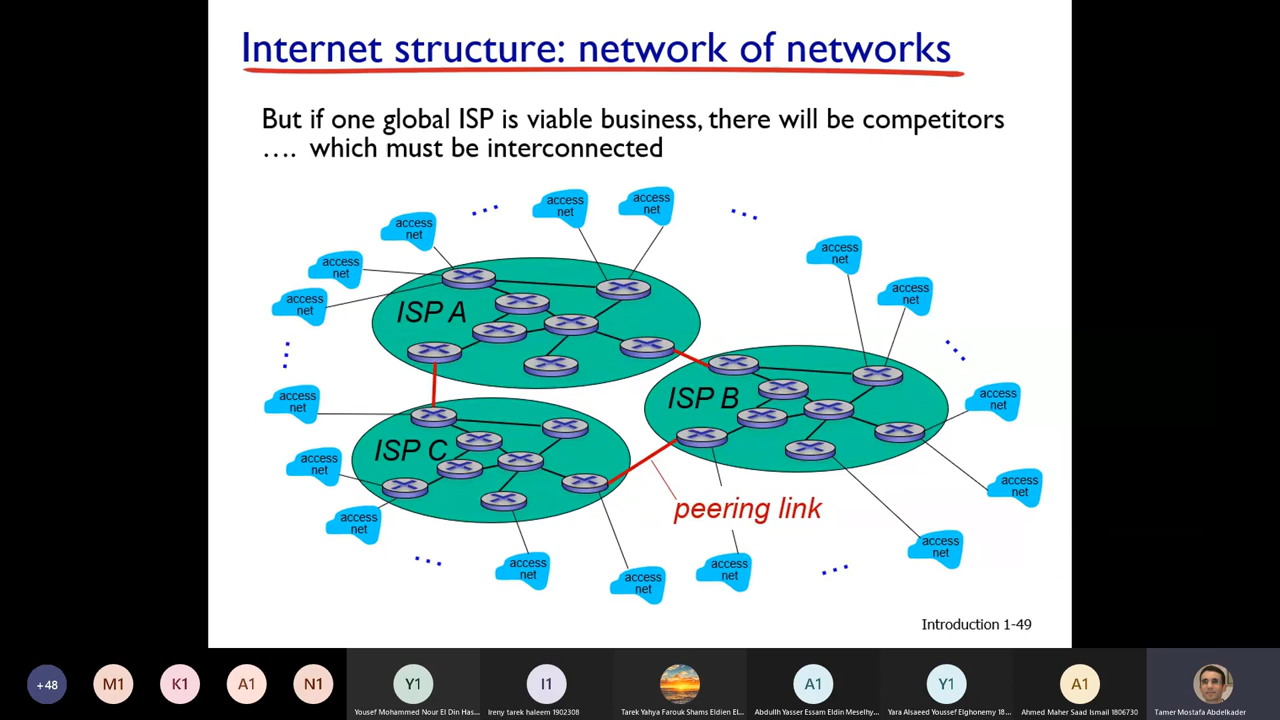 Internet structure: network of networks
But if one global ISP is viable business, there will be competitors
…. which must be interconnected
access
net
access
net
access
net
access
net
access
net
access
net
access
net
ISP A
ISP B
ISP C
access
net
access
net
access
net
access
net
access
net
peering link
access
net
access
net
access
net
access
net
Introduction 1-49
+48
M1
K1
A1
N1
Y1
I1
A1
Y1
A1
Yousef Mohammed Nour El Din Has...
Ireny tarek haleem 1902308
Tarek Yahya Farouk Shams Eldien El...
Abdullh Yasser Essam Eldin Meselhy...
Yara Alsaeed Youssef Elghonemy 18...
Ahmed Maher Saad Ismail 1806730
Tamer Mostafa Abdelkader